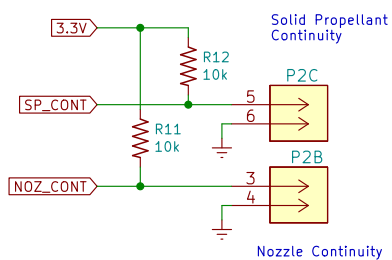 Solid Propellant
Continuity
3.3V
R12
10k
P2C
SP_CONT
5
6
R11
10k
P2B
NOZ_CONT
3
4
Nozzle Continuity